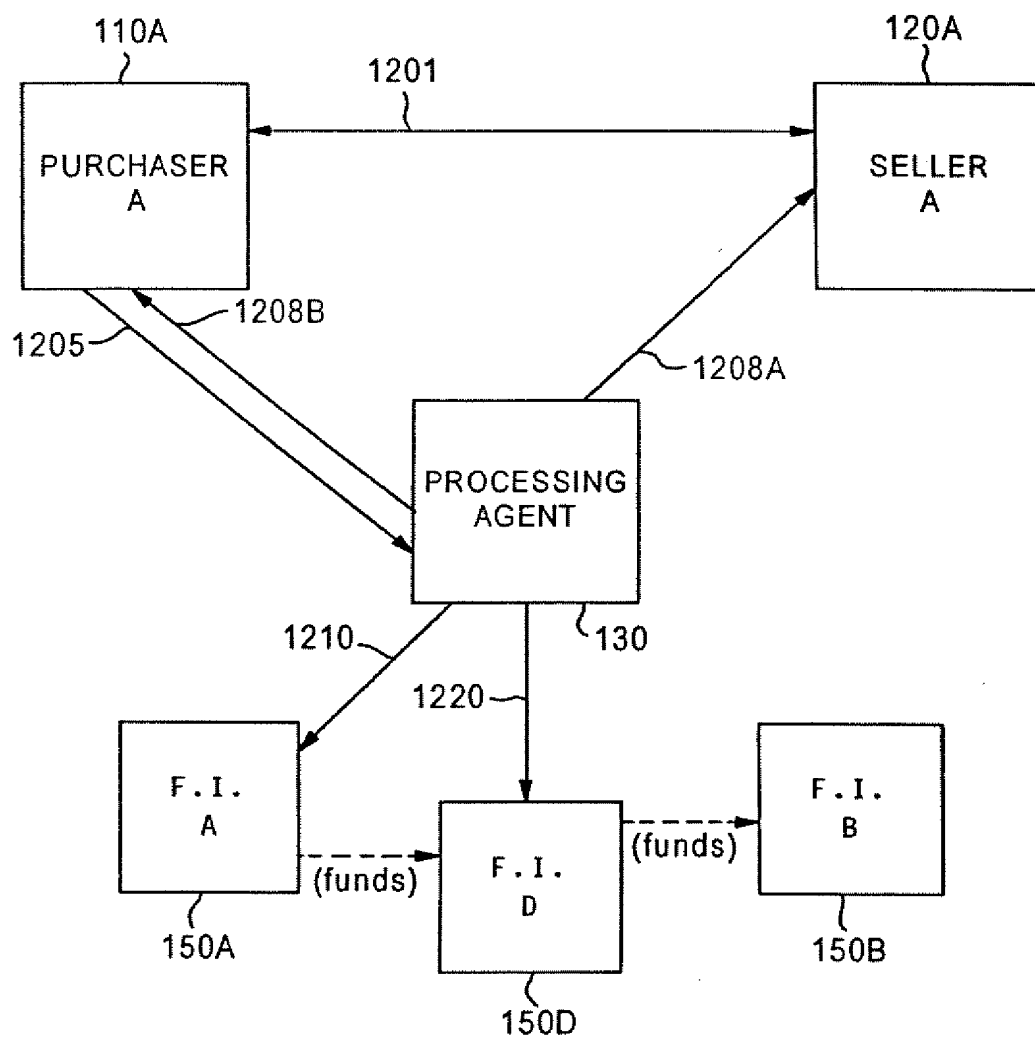 110A
120A
1201
PURCHASER
A
SELLER
A
1208B
1205
1208A
PROCESSING
AGENT
1210
130
1220
F.I.
A
F.I.
B
(funds)
(funds)
F.I.
D
150A
150B
150D